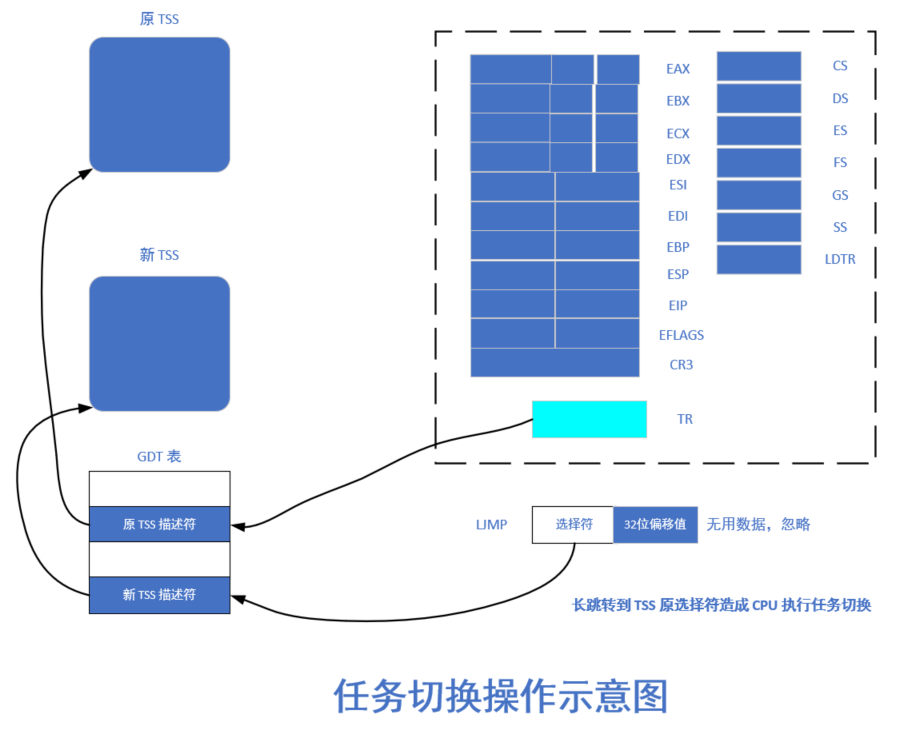 原 TSS
新 TSS
GDT 表
原 TSS 描述符
新 TSS 描述符
EAX
EBX
ECX
EDX
ESI
EDI
EBP
ESP
EIP
EFLAGS
CR3
TR
CS
DS
ES
FS
GS
SS
LDTR
LJMP 选择符 32位偏移值 无用数据，忽略
长跳转到 TSS 原选择符造成 CPU 执行任务切换
任务切换操作示意图